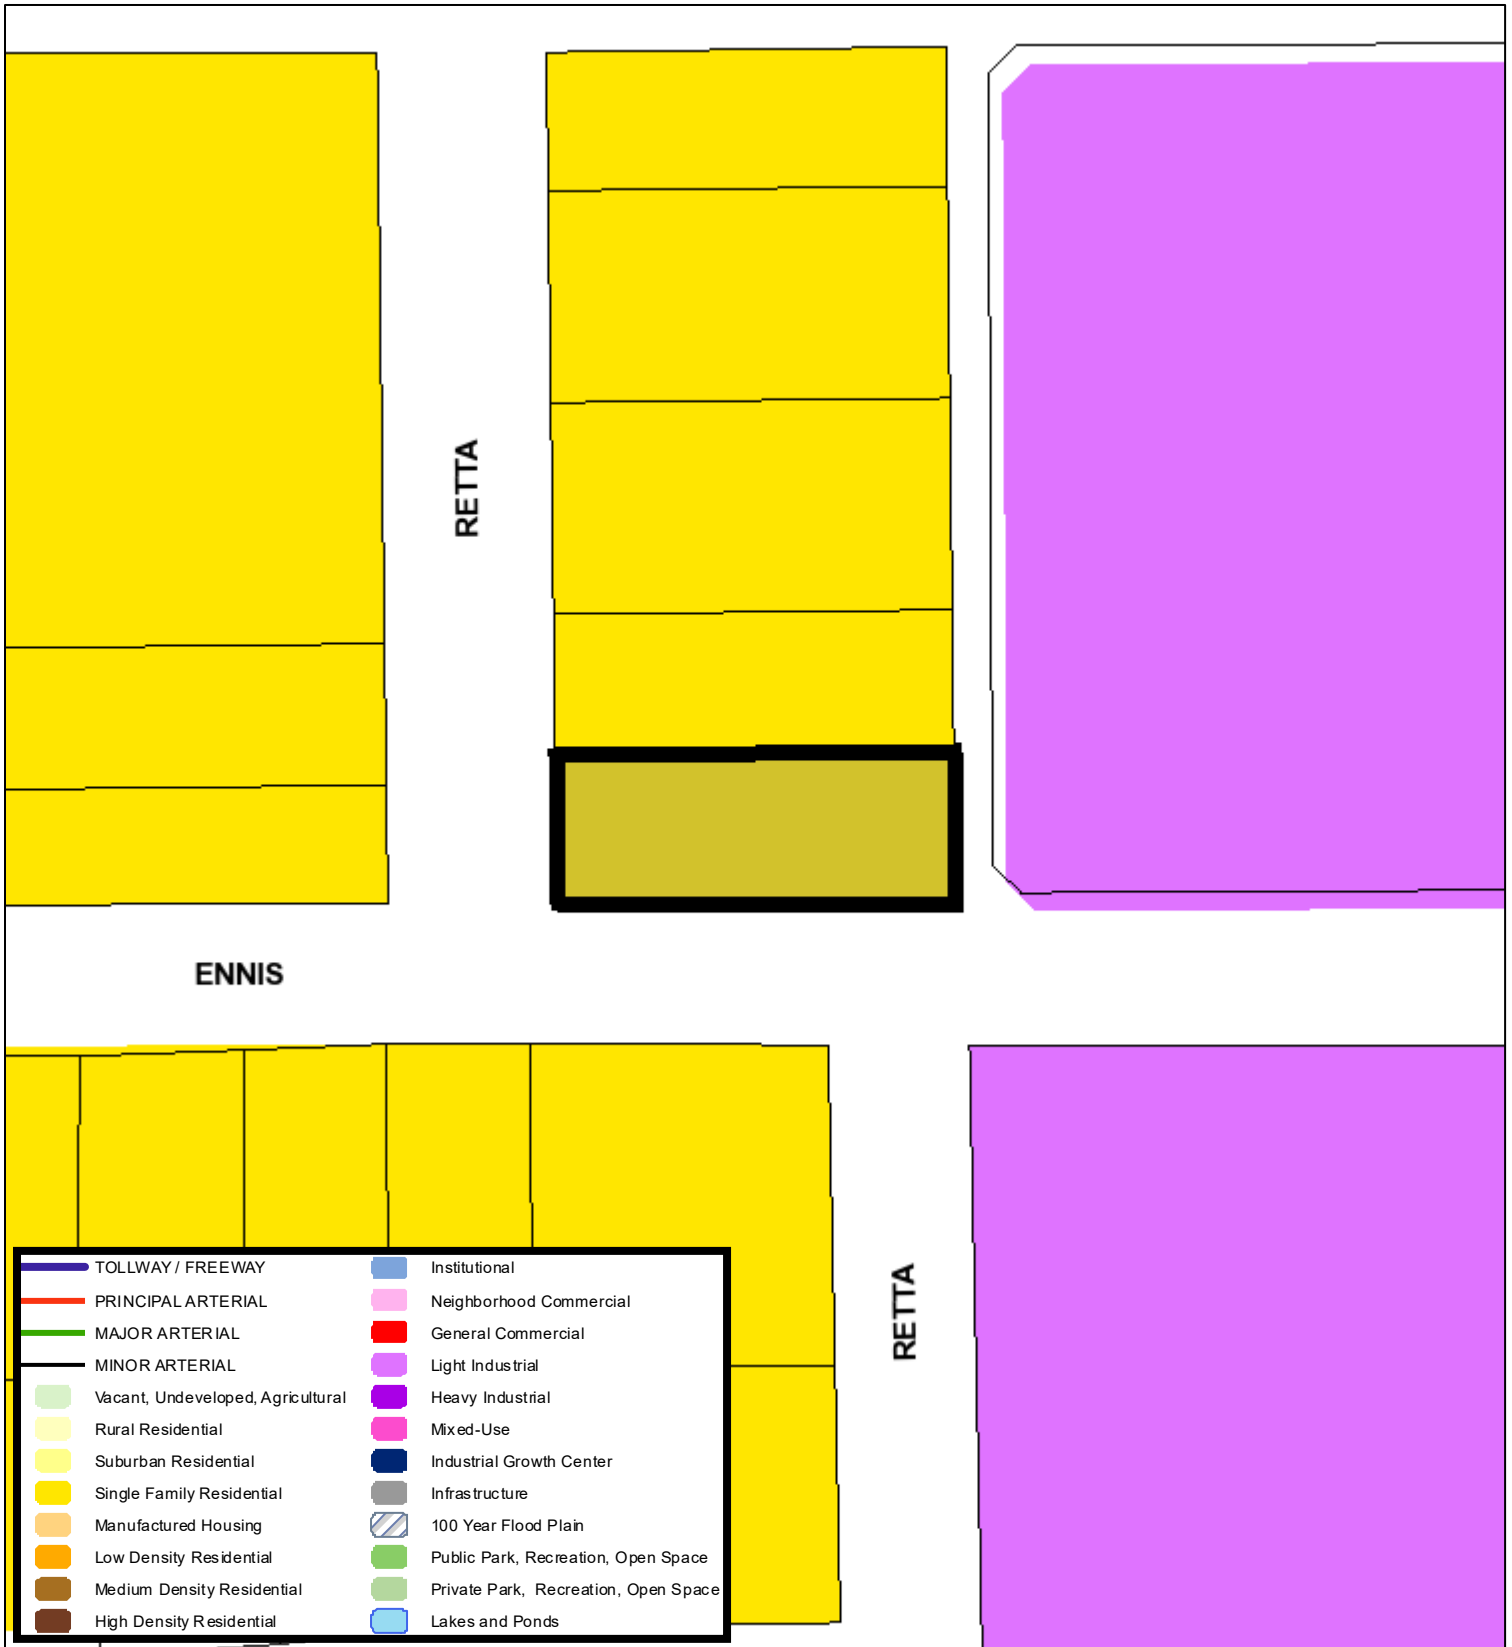 RETTA
ENNIS
RETTA
TOLLWAY / FREEWAY
PRINCIPAL ARTERIAL
MAJOR ARTERIAL
MINOR ARTERIAL
Vacant, Undeveloped, Agricultural
Rural Residential
Suburban Residential
Single Family Residential
Manufactured Housing
Low Density Residential
Medium Density Residential
High Density Residential
Institutional
Neighborhood Commercial
General Commercial
Light Industrial
Heavy Industrial
Mixed-Use
Industrial Growth Center
Infrastructure
100 Year Flood Plain
Public Park, Recreation, Open Space
Private Park, Recreation, Open Space
Lakes and Ponds